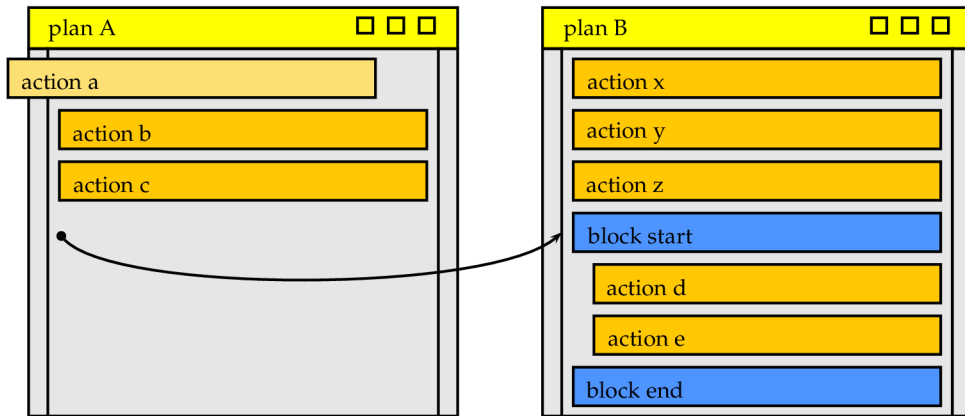 plan A
action a
action b
action c
plan B
action x
action y
action z
block start
action d
action e
block end